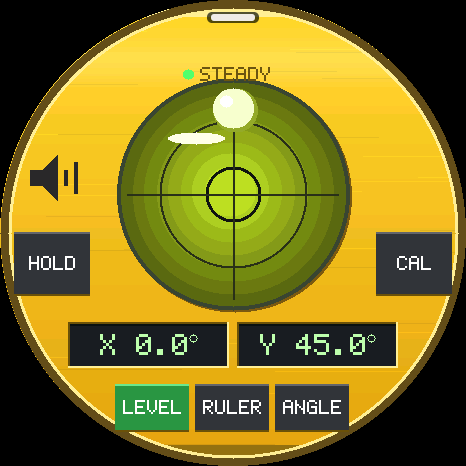 STEADY
HOLD
CAL
X 0.0° Y 45.0°
LEVEL RULER ANGLE